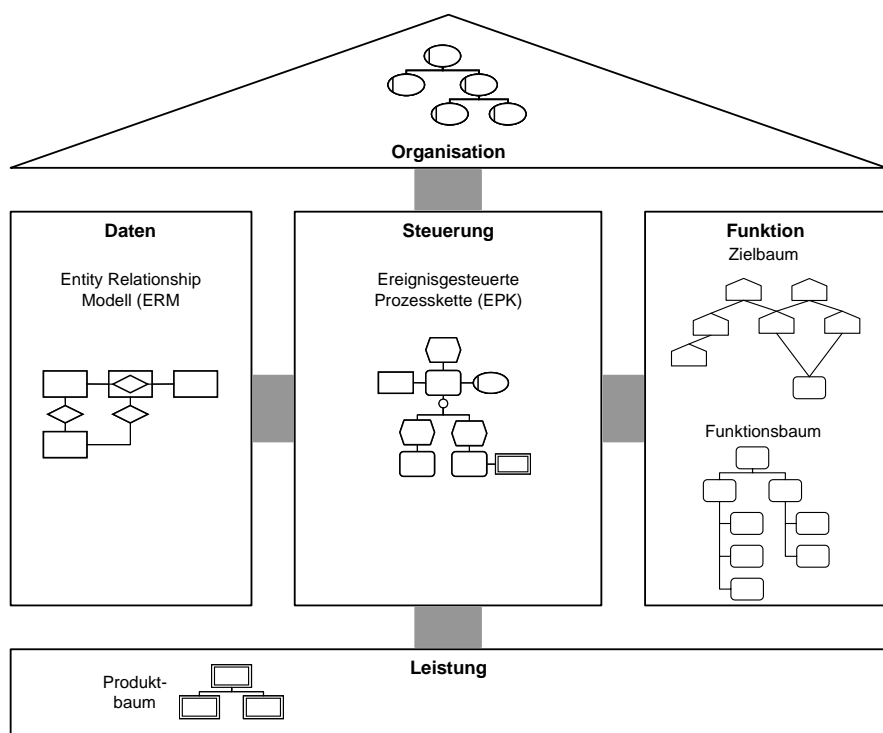 Organisation
Daten
Entity Relationship
Modell (ERM
Steuerung
Ereignisgesteuerte
Prozesskette (EPK)
Funktion
Zielbaum
Funktionsbaum
Leistung
Produkt-
baum